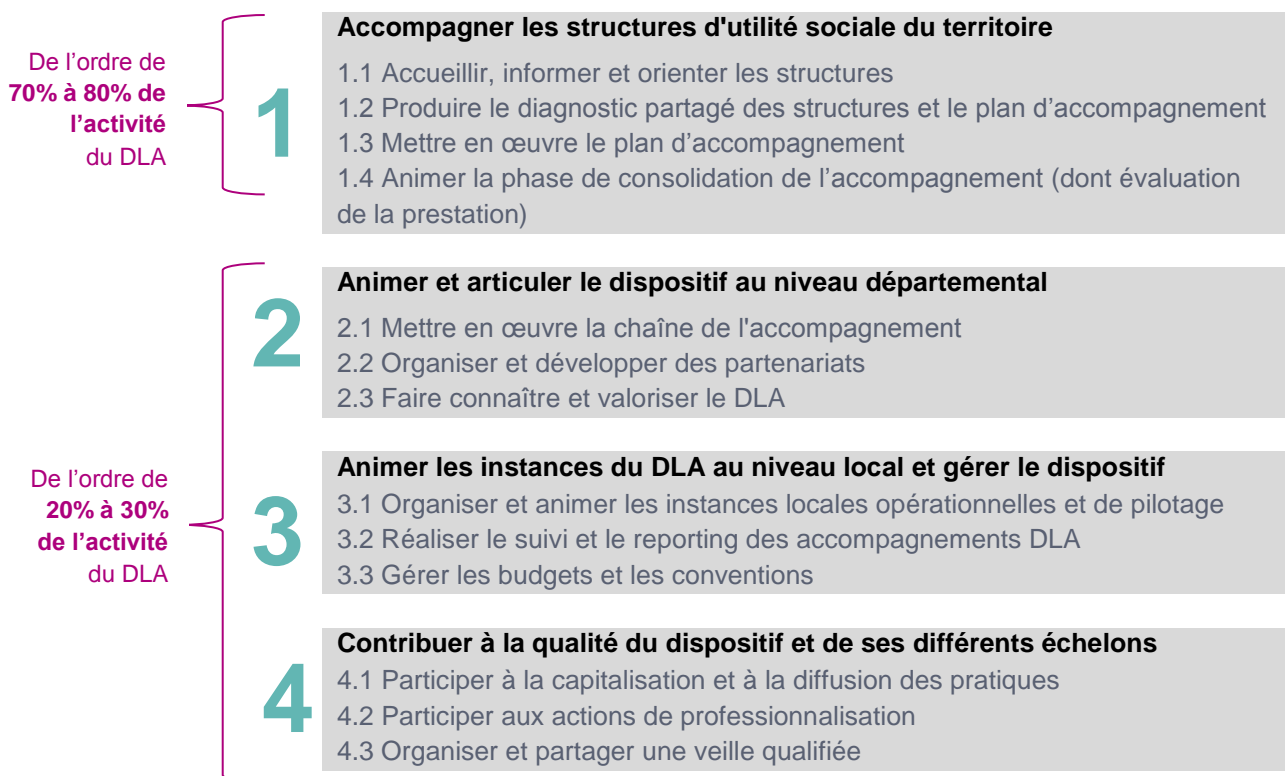 De l’ordre de
70% à 80% de
l’activité
du DLA
1
Accompagner les structures d'utilité sociale du territoire
1.1 Accueillir, informer et orienter les structures
1.2 Produire le diagnostic partagé des structures et le plan d’accompagnement
1.3 Mettre en œuvre le plan d’accompagnement
1.4 Animer la phase de consolidation de l’accompagnement (dont évaluation
de la prestation)
De l’ordre de
20% à 30%
de l’activité
du DLA
2
Animer et articuler le dispositif au niveau départemental
2.1 Mettre en œuvre la chaîne de l'accompagnement
2.2 Organiser et développer des partenariats
2.3 Faire connaître et valoriser le DLA
3
Animer les instances du DLA au niveau local et gérer le dispositif
3.1 Organiser et animer les instances locales opérationnelles et de pilotage
3.2 Réaliser le suivi et le reporting des accompagnements DLA
3.3 Gérer les budgets et les conventions
4
Contribuer à la qualité du dispositif et de ses différents échelons
4.1 Participer à la capitalisation et à la diffusion des pratiques
4.2 Participer aux actions de professionnalisation
4.3 Organiser et partager une veille qualifiée